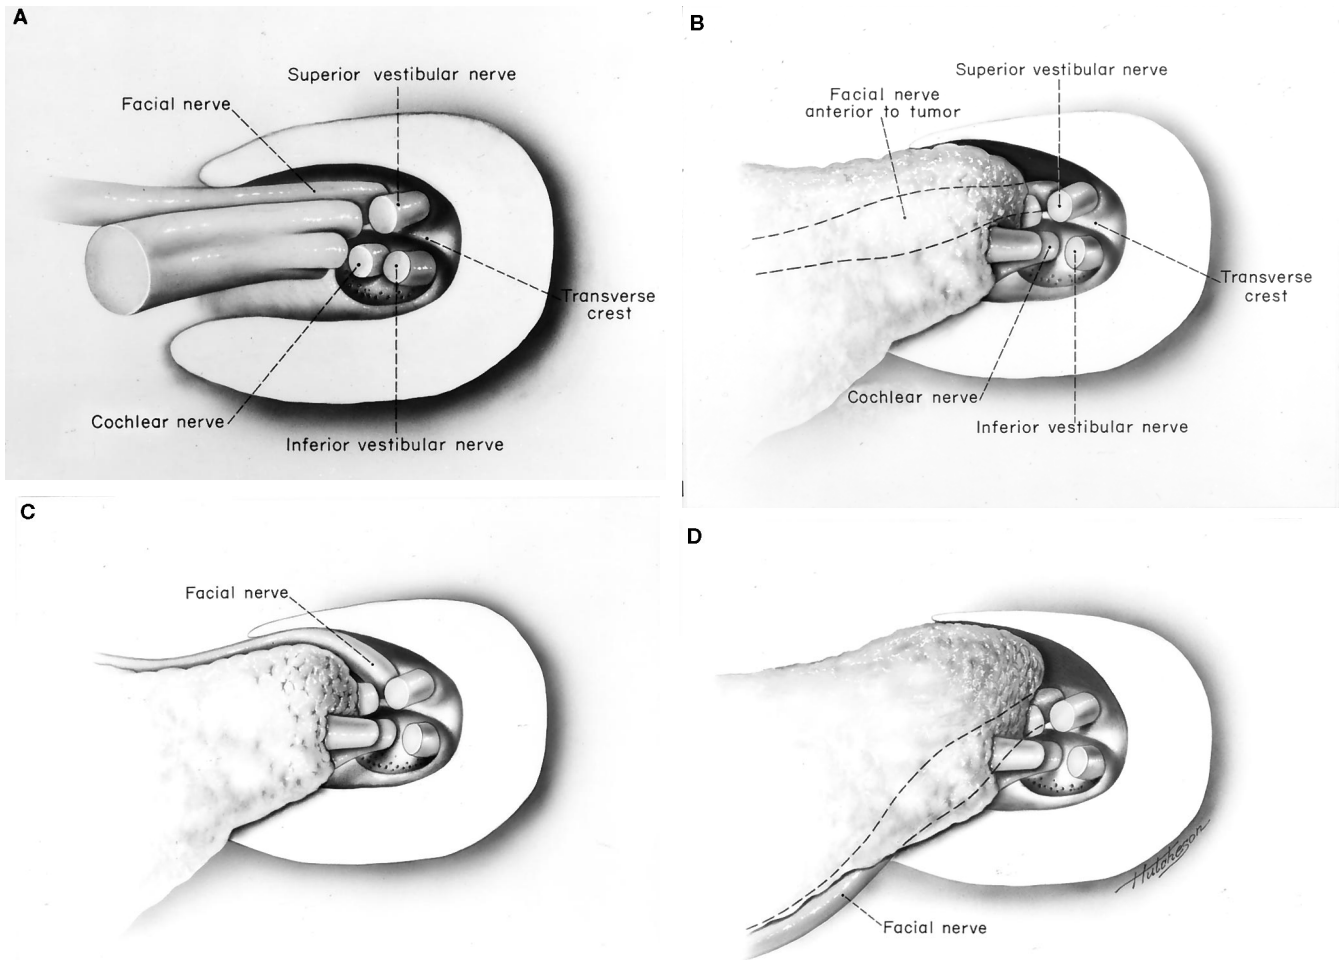 A
Superior vestibular nerve
Facial nerve
Transverse
crest
Cochlear nerve
Inferior vestibular nerve
B
Superior vestibular nerve
Facial nerve
anterior to tumor
Transverse
crest
Cochlear nerve
Inferior vestibular nerve
C
Facial nerve
D
Facial nerve
Hutcheson